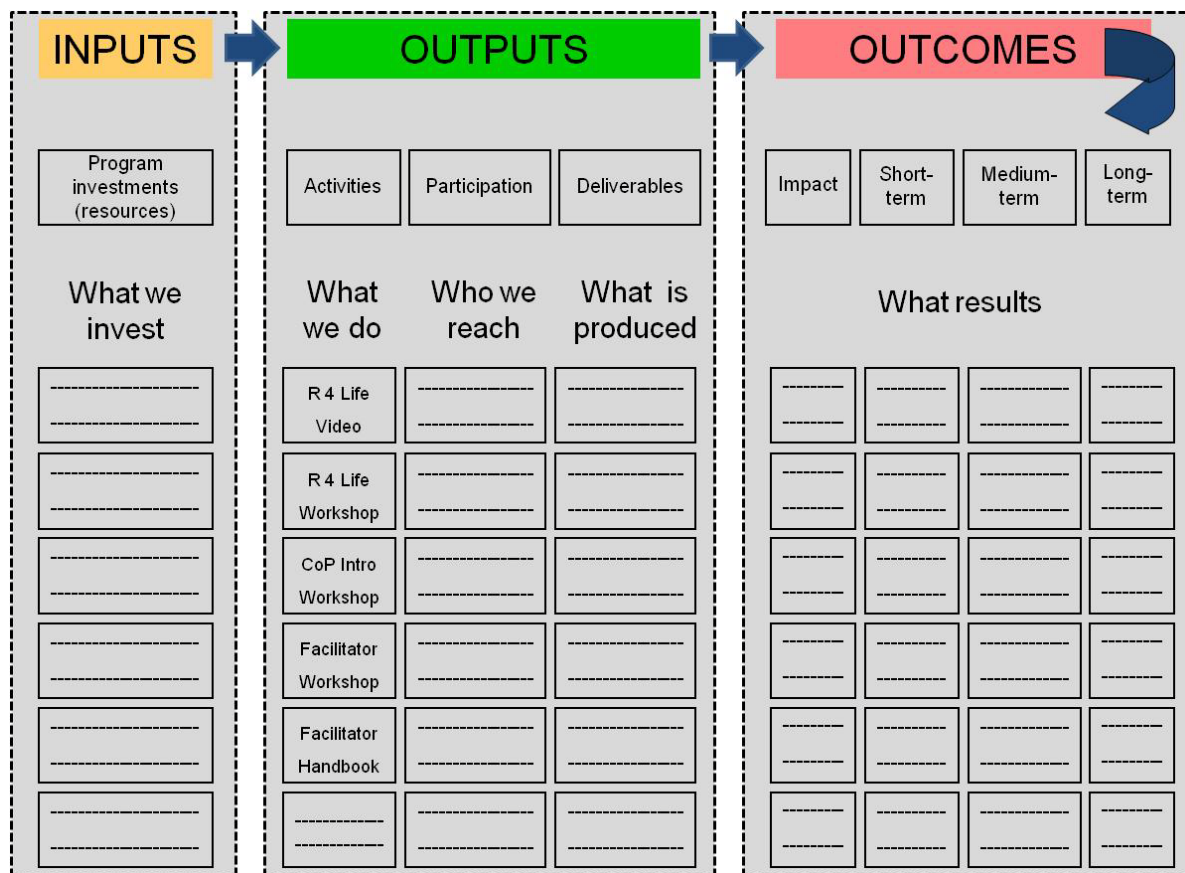 INPUTS
OUTPUTS
OUTCOMES
Program
investments
(resources)
Activities
Participation
Deliverables
Impact
Short-
term
Medium-
term
Long-
term
What we
invest
What
we do
Who we
reach
What is
produced
What results
R 4 Life
Video
R 4 Life
Workshop
CoP Intro
Workshop
Facilitator
Workshop
Facilitator
Handbook